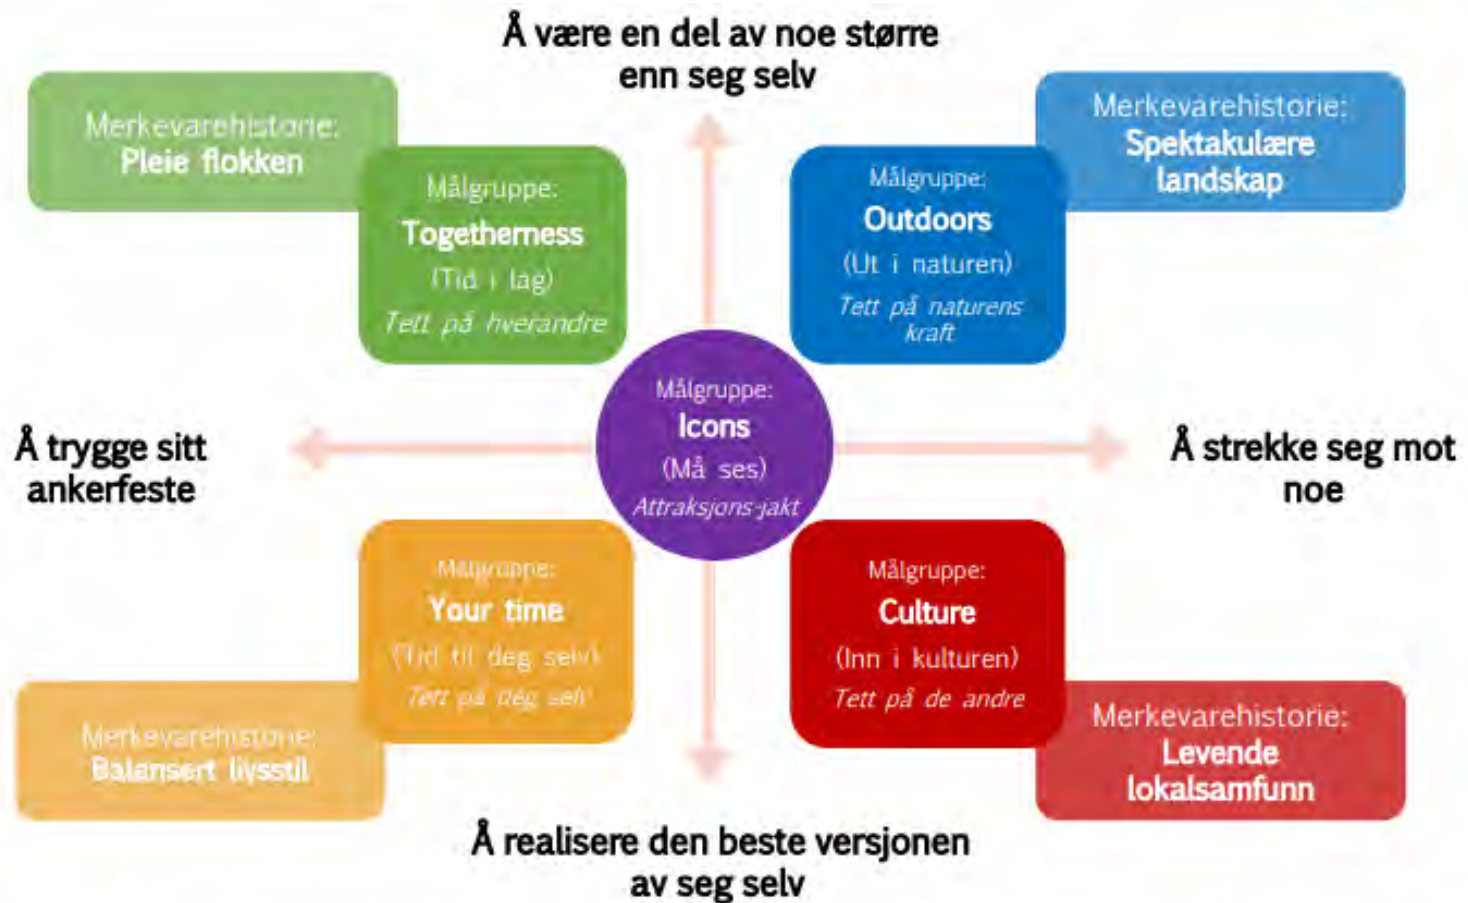 Å være en del av noe større
enn seg selv
Merkevarehistorie:
Pleie flokken
Målgruppe:
Togetherness
(Tid i lag)
Tett på hverandre
Målgruppe:
Outdoors
(Ut i naturen)
Tett på naturens
kraft
Merkevarehistorie:
Spektakulære
landskap
Å trygge sitt
ankerfeste
Målgruppe:
Icons
(Må ses)
Attraksjons-jakt
Å strekke seg mot
noe
Målgruppe:
Your time
(Tid til deg selv)
Tett på deg selv
Merkevarehistorie:
Balansert livsstil
Målgruppe:
Culture
(Inn i kulturen)
Tett på de andre
Merkevarehistorie:
Levende
lokalsamfunn
Å realisere den beste versjonen
av seg selv